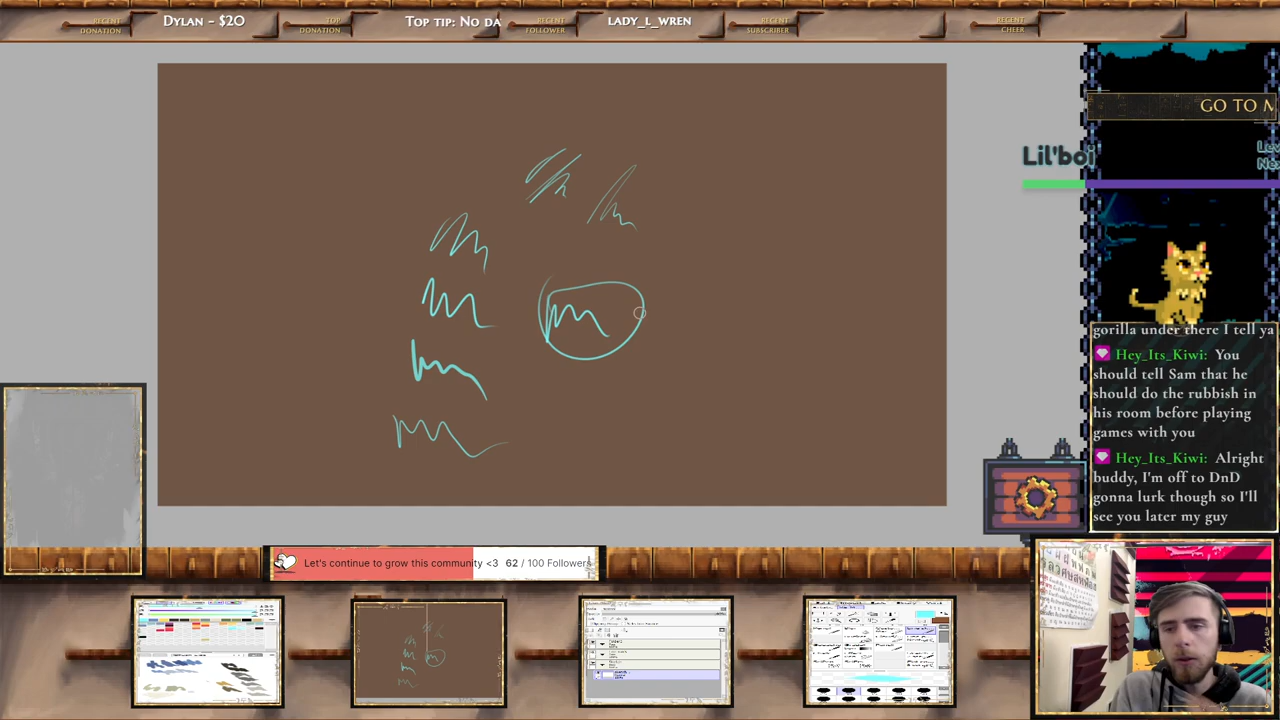 RECENT DONATION
Dylan - $20
TOP DONATION
Top tip: No da
RECENT FOLLOWER
LADY_L_WREN
RECENT SUBSCRIBER
RECENT CHEER
GO TO M
Lil'boi
Lev
Nex
gorilla under there I tell ya
Hey_Its_Kiwi: You
should tell Sam that he
should do the rubbish in
his room before playing
games with you
Hey_Its_Kiwi: Alright
buddy, I'm off to DnD
gonna lurk though so I'll
see you later my guy
Let's continue to grow this community <3 62 / 100 Followers